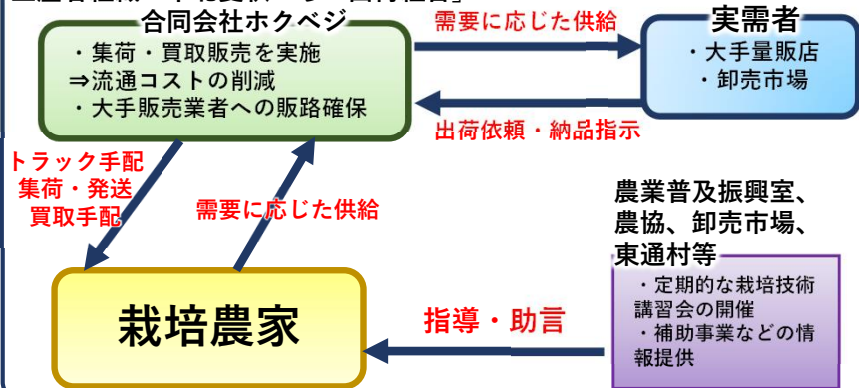 合同会社ホクベジ
・集荷・買取販売を実施
⇒流通コストの削減
・大手販売業者への販路確保
需要に応じた供給
実需者
・大手量販店
・卸売市場
出荷依頼・納品指示
トラック手配
集荷・発送
買取手配
需要に応じた供給
農業普及振興室、
農協、卸売市場、
東通村等
・定期的な栽培技術
講習会の開催
・補助事業などの情
報提供
栽培農家
指導・助言